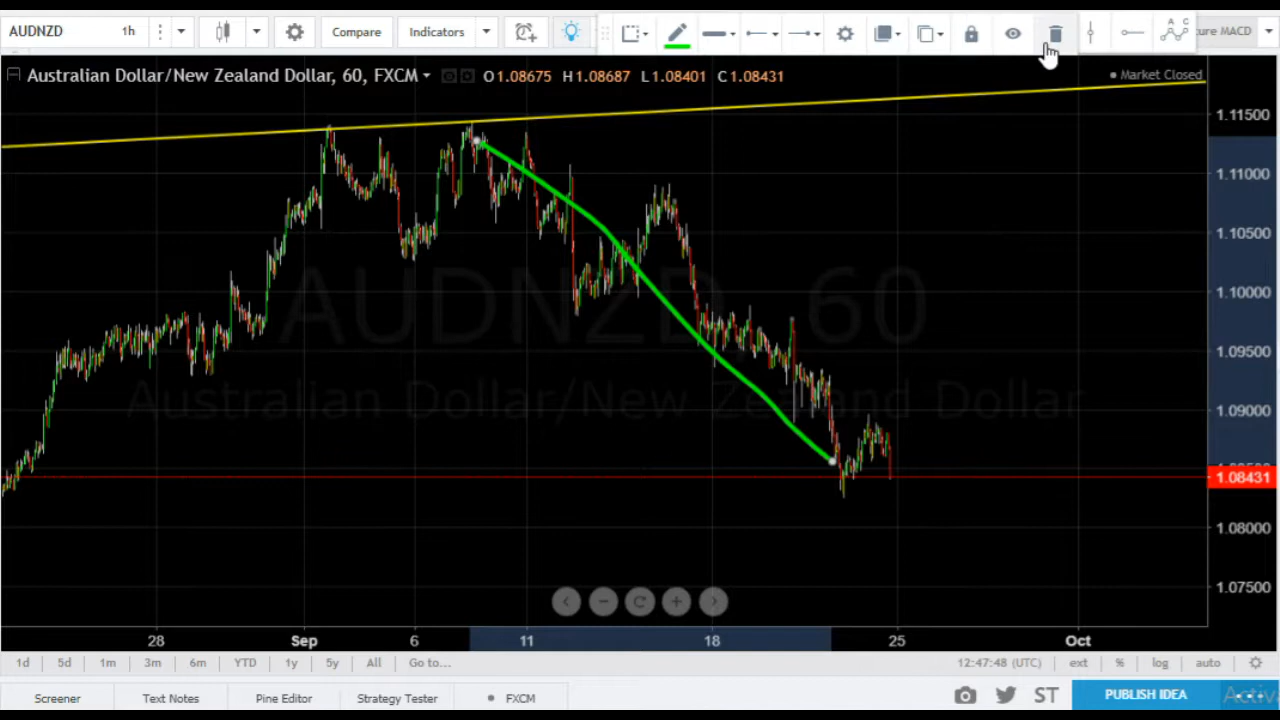 AUDNZD 1h Compare Indicators ure MACD
Australian Dollar/New Zealand Dollar, 60, FXCM O1.08675 H1.08687 L1.08401 C1.08431
Market Closed
A C
1.11500
1.11000
1.10500
1.10000
1.09500
1.09000
1.08431
1.08000
1.07500
AUDNZD, 60
Australian Dollar/New Zealand Dollar
28 Sep 6 11 18 25 Oct
1d 5d 1m 3m 6m YTD 1y 5y All Go to... 12:47:48 (UTC) ext % log auto
Screener Text Notes Pine Editor Strategy Tester FXCM ST PUBLISH IDEA